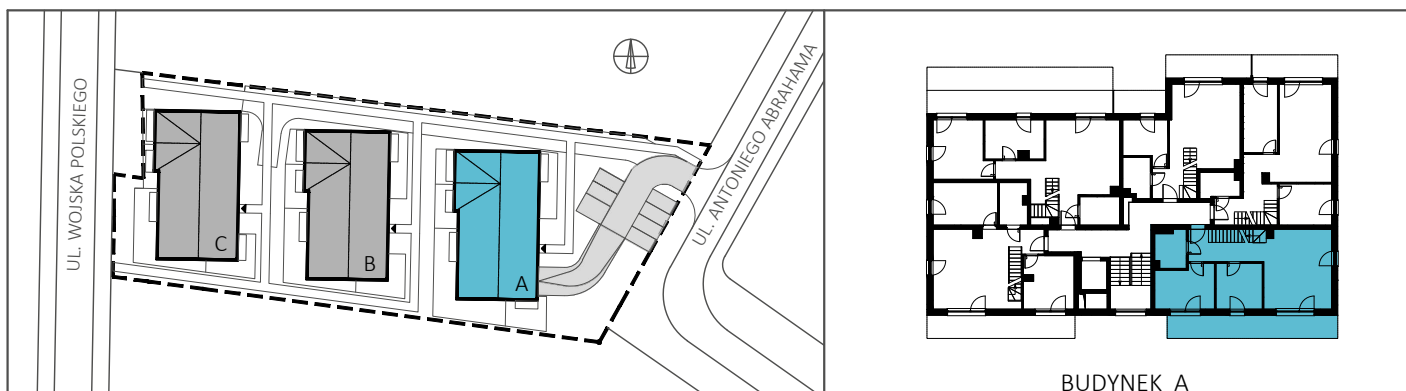 UL. WOJSKA POLSKIEGO
C
B
A
UL. ANTONIEGO ABRAHAMA
BUDYNEK A